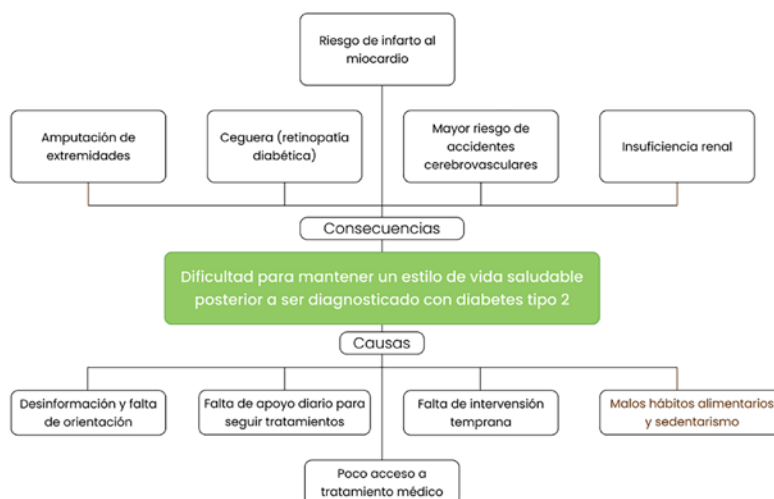 Riesgo de infarto al
miocardio
Amputación de
extremidades
Ceguera (retinopatía
diabética)
Mayor riesgo de
accidentes
cerebrovasculares
Insuficiencia renal
Consecuencias
Dificultad para mantener un estilo de vida saludable
posterior a ser diagnosticado con diabetes tipo 2
Causas
Desinformación y falta
de orientación
Falta de apoyo diario para
seguir tratamientos
Falta de intervención
temprana
Malos hábitos alimentarios
y sedentarismo
Poco acceso a
tratamiento médico